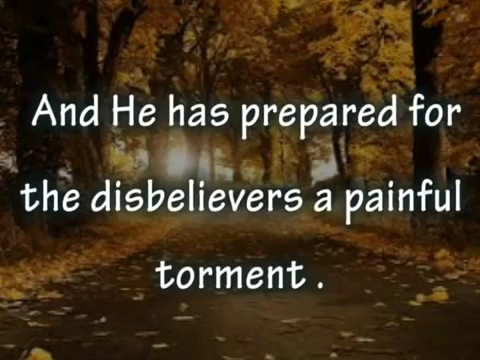 And He has prepared for
the disbelievers a painful
torment .